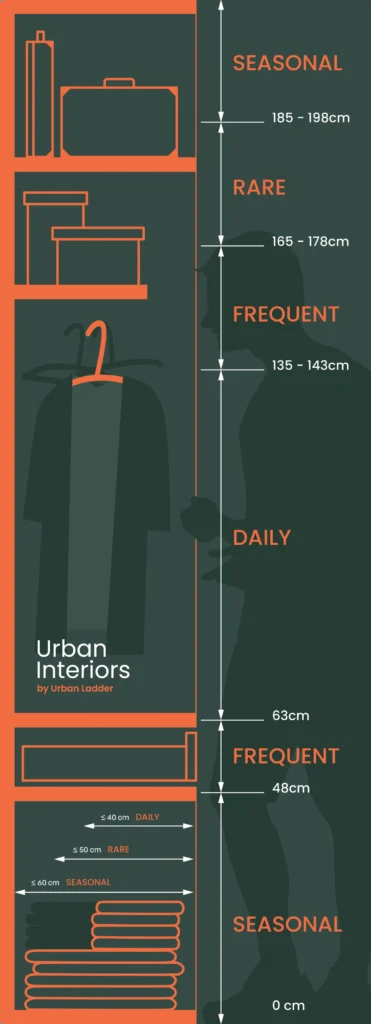 SEASONAL
185 - 198cm
RARE
165 - 178cm
FREQUENT
135 - 143cm
DAILY
Urban
Interiors
by Urban Ladder
63cm
FREQUENT
48cm
≤ 40 cm DAILY
≤ 50 cm RARE
≤ 60 cm SEASONAL
SEASONAL
0 cm